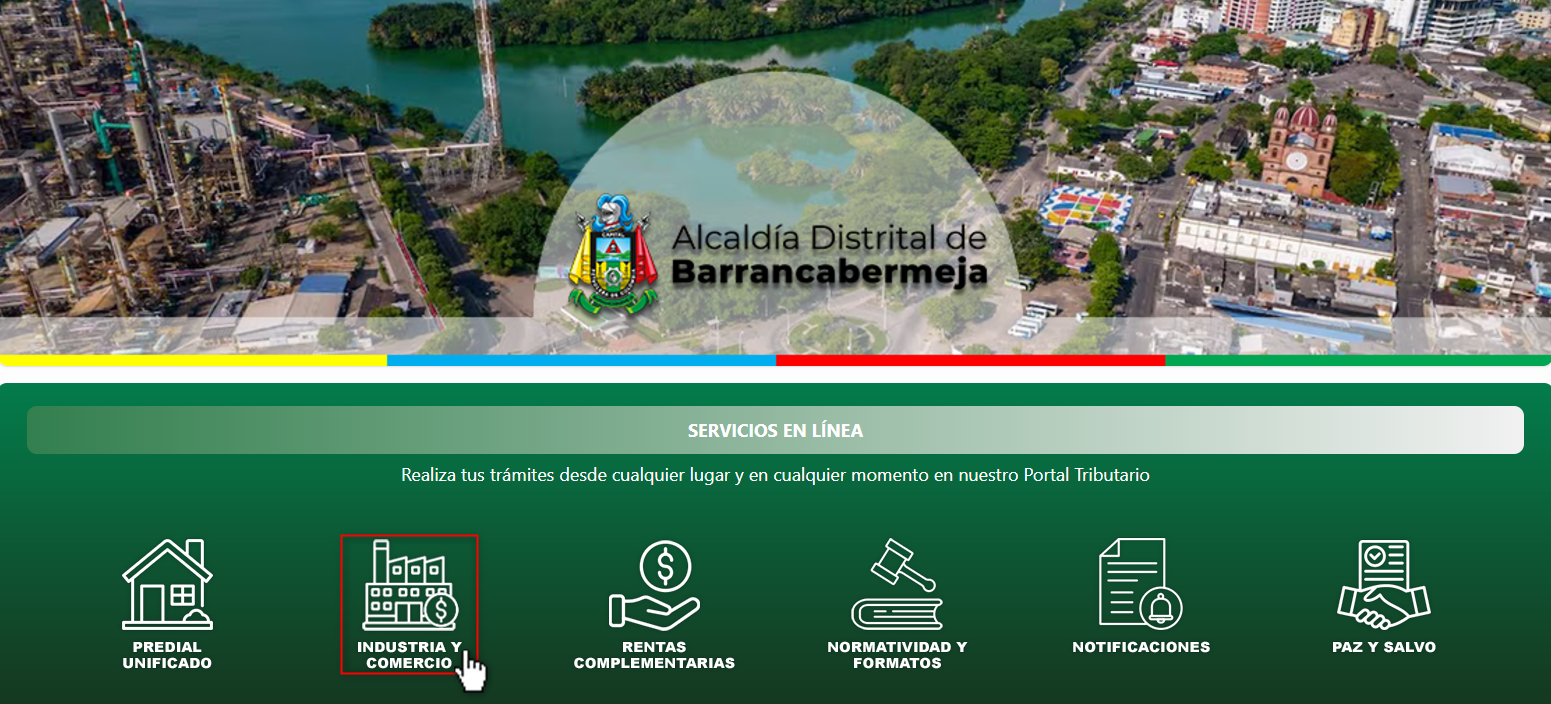 CAPITAL
Alcaldía Distrital de
Barrancabermeja
SERVICIOS EN LÍNEA
Realiza tus trámites desde cualquier lugar y en cualquier momento en nuestro Portal Tributario
PREDIAL
UNIFICADO
INDUSTRIA Y
COMERCIO
RENTAS
COMPLEMENTARIAS
NORMATIVIDAD Y
FORMATOS
NOTIFICACIONES
PAZ Y SALVO